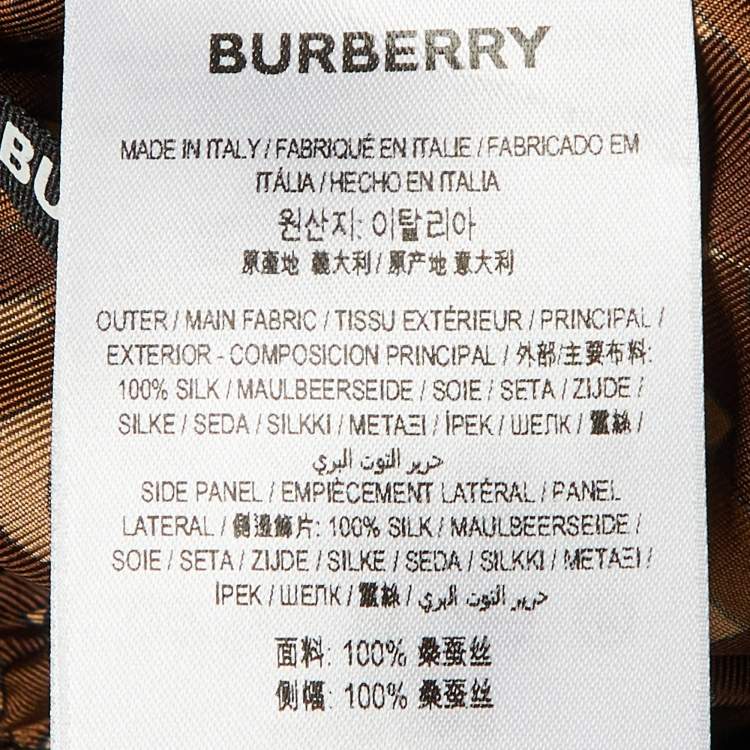 BURBERRY
BU
MADE IN ITALY / FABRIQUÉ EN ITALIE / FABRICADO EM
ITÁLIA / HECHO EN ITALIA
원산지: 이탈리아
原產地 義大利 / 原产地 意大利
OUTER / MAIN FABRIC / TISSU EXTÉRIEUR / PRINCIPAL /
EXTERIOR - COMPOSICION PRINCIPAL / 外部/主要布料:
100% SILK / MAULBEERSEIDE / SOIE / SETA / ZIJDE /
SILKE / SEDA / SILKKI / ΜΕΤΑΞΙ / İPEK / ШЕЛК / 蠶絲 /
حرير التوت البري
SIDE PANEL / EMPIÈCEMENT LATÉRAL / PANEL
LATERAL / 側邊飾片: 100% SILK / MAULBEERSEIDE /
SOIE / SETA / ZIJDE / SILKE / SEDA / SILKKI / ΜΕΤΑΞΙ /
İPEK / ШЕЛК / 蠶絲 / حرير التوت البري
面料: 100% 桑蚕丝
侧幅: 100% 桑蚕丝